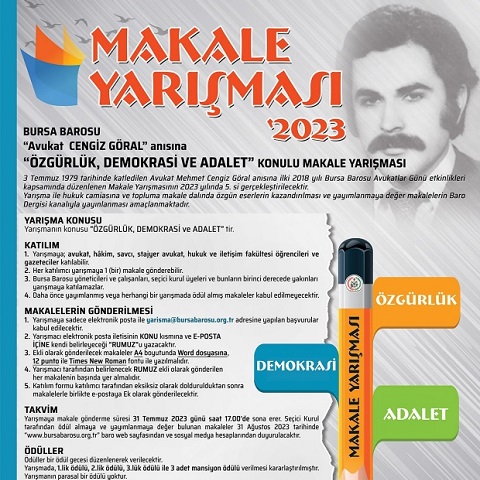 MAKALE
YARIŞMASI
'2023
BURSA BAROSU
"Avukat CENGİZ GÖRAL" anısına
"ÖZGÜRLÜK, DEMOKRASİ VE ADALET" KONULU MAKALE YARIŞMASI
3 Temmuz 1979 tarihinde katledilen Avukat Mehmet Cengiz Göral anısına ilki 2018 yılı Bursa Barosu Avukatlar Günü etkinlikleri
kapsamında düzenlenen Makale Yarışmasının 2023 yılında 5. si gerçekleştirilecektir.
Yarışma ile hukuk camiasına ve topluma makale dalında özgün eserlerin kazandırılması ve yayımlanmaya değer makalelerin Baro
Dergisi kanalıyla yayınlanması amaçlanmaktadır.
YARIŞMA KONUSU
Yarışmanın konusu "ÖZGÜRLÜK, DEMOKRASİ ve ADALET" tir.
KATILIM
1. Yarışmaya; avukat, hâkim, savcı, stajyer avukat, hukuk ve iletişim fakültesi öğrencileri ve
gazeteciler katılabilir.
2. Her katılımcı yarışmaya 1 (bir) makale gönderebilir.
3. Bursa Barosu yöneticileri ve çalışanları, seçici kurul üyeleri ve bunların birinci derecede yakınları
yarışmaya katılamazlar.
4. Daha önce yayımlanmış veya herhangi bir yarışmada ödül almış makaleler kabul edilmeyecektir.
MAKALELERİN GÖNDERİLMESİ
1. Yarışmaya sadece elektronik posta ile yarisma@bursabarosu.org.tr adresine yapılan başvurular
kabul edilecektir.
2. Yarışmacı elektronik posta iletisinin KONU kısmına ve E-POSTA
İÇİNE kendi belirleyeceği "RUMUZ"u yazacaktır.
3. Ekli olarak gönderilecek makaleler A4 boyutunda Word dosyasına,
12 punto ile Times New Roman fontu ile yazılmalıdır.
4. Yarışmacı tarafından belirlenecek RUMUZ ekli olarak gönderilen
her makalenin başında yer almalıdır.
5. Katılım formu katılımcı tarafından eksiksiz olarak doldurulduktan sonra
makalelerle birlikte e-postaya Ek olarak gönderilecektir.
TAKVİM
Yarışmaya makale gönderme süresi 31 Temmuz 2023 günü saat 17.00'de sona erer. Seçici Kurul
tarafından ödül almaya ve yayımlanmaya değer bulunan makaleler 31 Ağustos 2023 tarihinde
"www.bursabarosu.org.tr" baro web sayfasından ve sosyal medya hesaplarından duyurulacaktır.
ÖDÜLLER
Ödüller bir ödül gecesi düzenlenerek verilecektir.
Yarışmada, 1.lik ödülü, 2.lik ödülü, 3.lük ödülü ile 3 adet mansiyon ödülü verilmesi kararlaştırılmıştır.
Yarışmanın parasal bir ödülü yoktur.
ÖZGÜRLÜK
DEMOKRASİ
ADALET
MAKALE YARIŞMASI